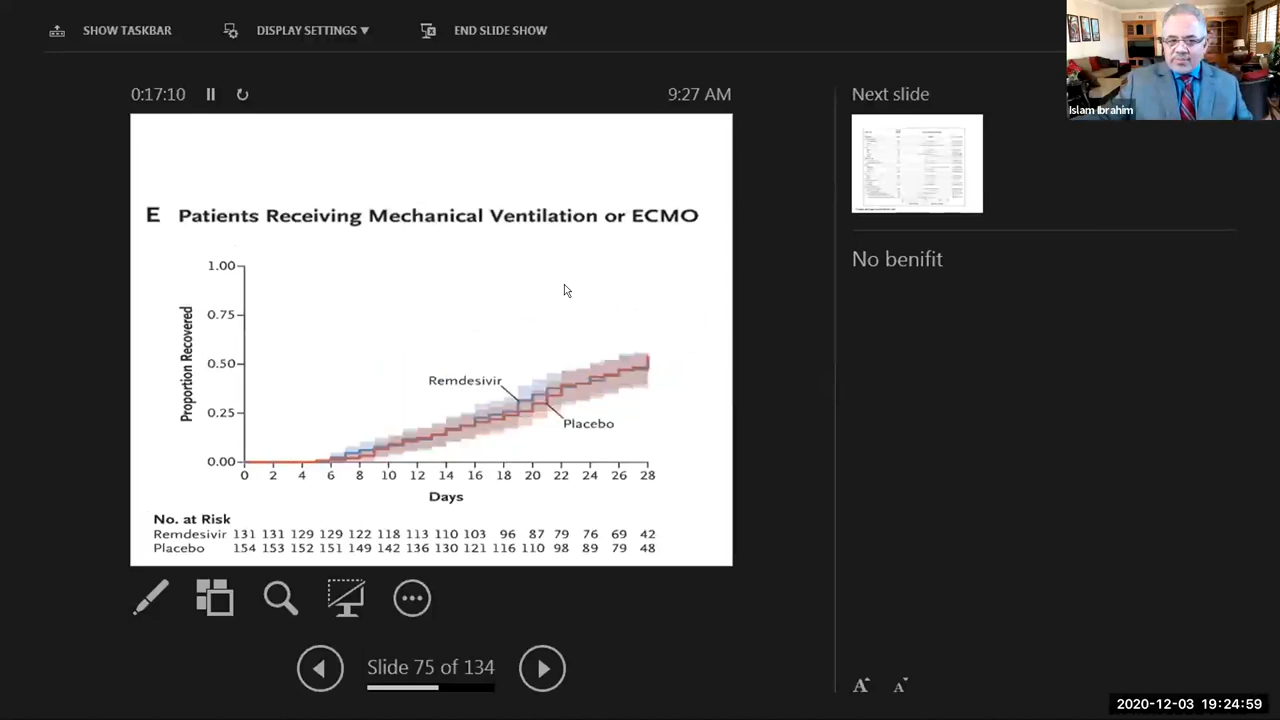 SHOW TASKBAR DISPLAY SETTINGS ▼ END SLIDE SHOW
Islam Ibrahim
0:17:10 9:27 AM Next slide
E Patients Receiving Mechanical Ventilation or ECMO
No benifit
Proportion Recovered
1.00
0.75
0.50
0.25
0.00
Remdesivir
Placebo
0 2 4 6 8 10 12 14 16 18 20 22 24 26 28
Days
No. at Risk
Remdesivir 131 131 129 129 122 118 113 110 103 96 87 79 76 69 42
Placebo 154 153 152 151 149 142 136 130 121 116 110 98 89 79 48
Slide 75 of 134
A A
2020-12-03 19:24:59